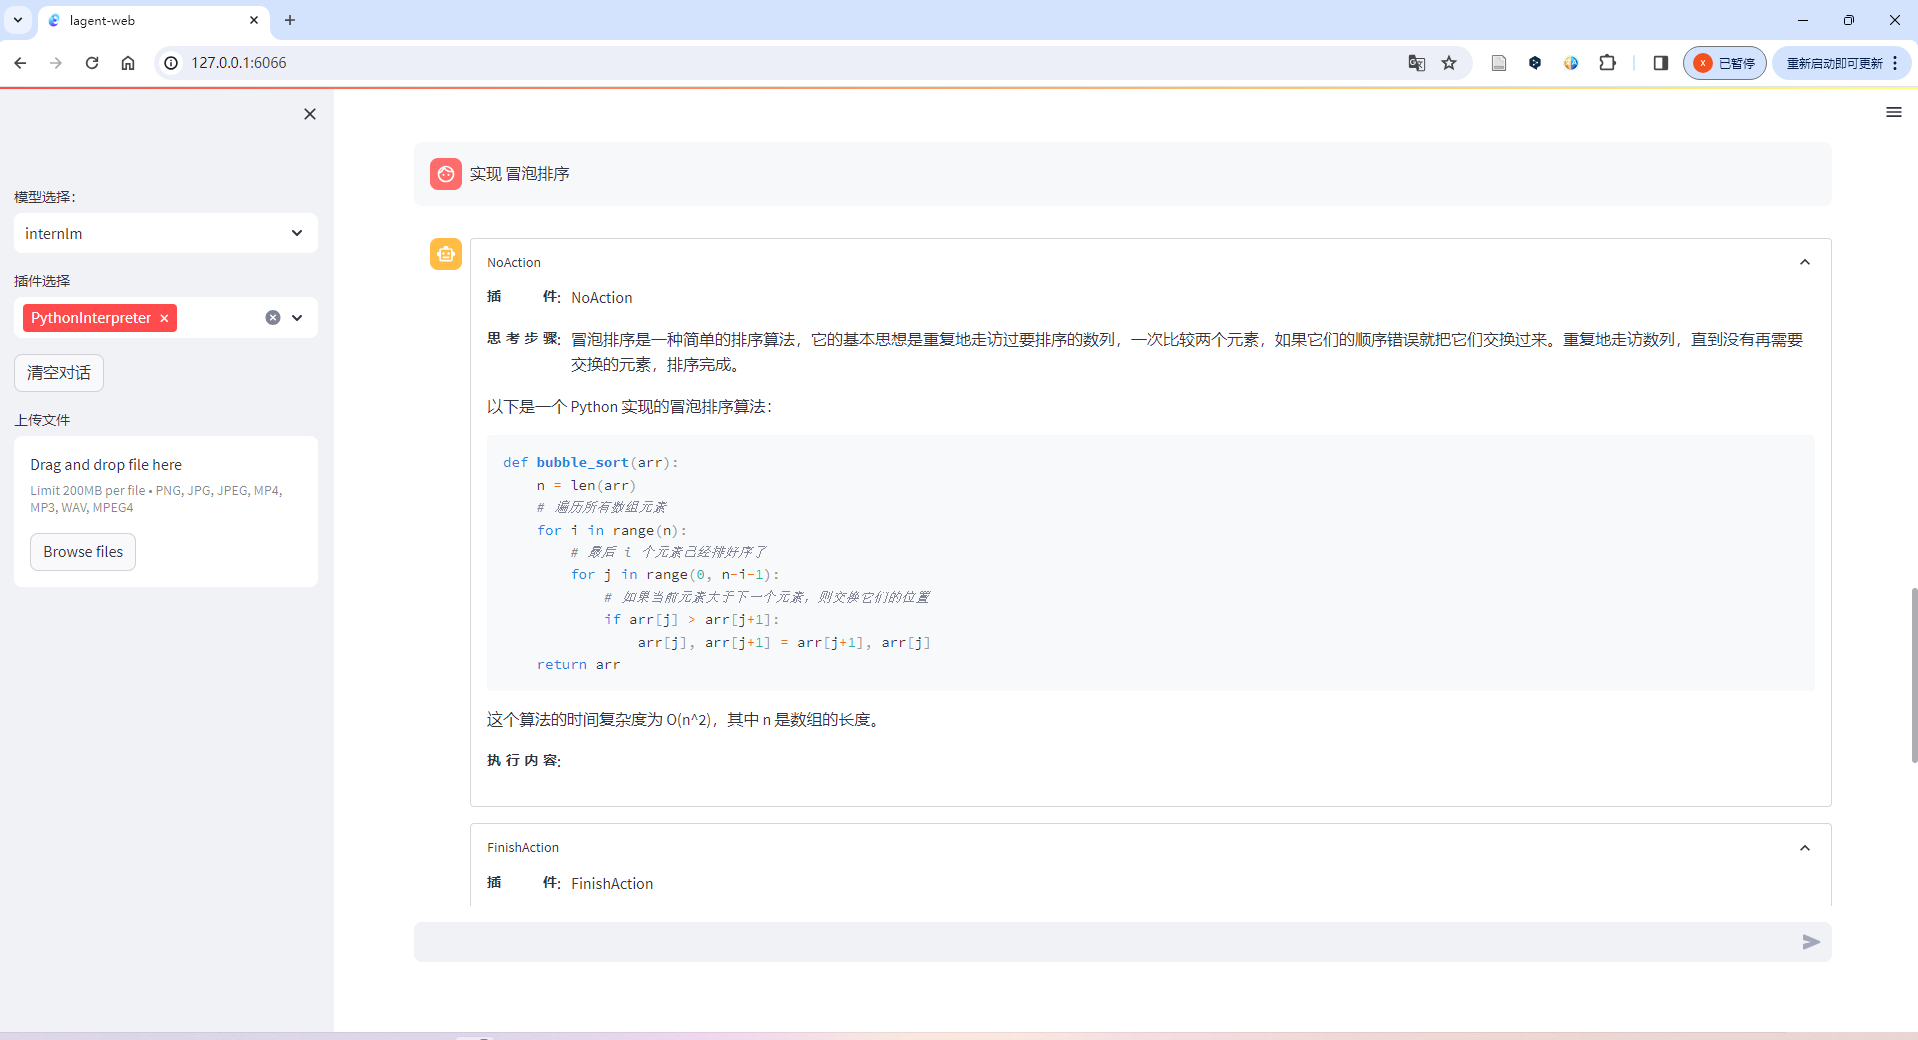 lagent-web
127.0.0.1:6066
已暂停
重新启动即可更新
模型选择：
internlm
插件选择
PythonInterpreter
清空对话
上传文件
Drag and drop file here
Limit 200MB per file • PNG, JPG, JPEG, MP4,
MP3, WAV, MPEG4
Browse files
实现 冒泡排序
NoAction
插 件: NoAction
思 考 步 骤: 冒泡排序是一种简单的排序算法，它的基本思想是重复地走访过要排序的数列，一次比较两个元素，如果它们的顺序错误就把它们交换过来。重复地走访数列，直到没有再需要
交换的元素，排序完成。
以下是一个 Python 实现的冒泡排序算法：
def bubble_sort(arr):
    n = len(arr)
    # 遍历所有数组元素
    for i in range(n):
        # 最后 i 个元素已经排好序了
        for j in range(0, n-i-1):
            # 如果当前元素大于下一个元素，则交换它们的位置
            if arr[j] > arr[j+1]:
                arr[j], arr[j+1] = arr[j+1], arr[j]
    return arr
这个算法的时间复杂度为 O(n^2)，其中 n 是数组的长度。
执 行 内 容:
FinishAction
插 件: FinishAction